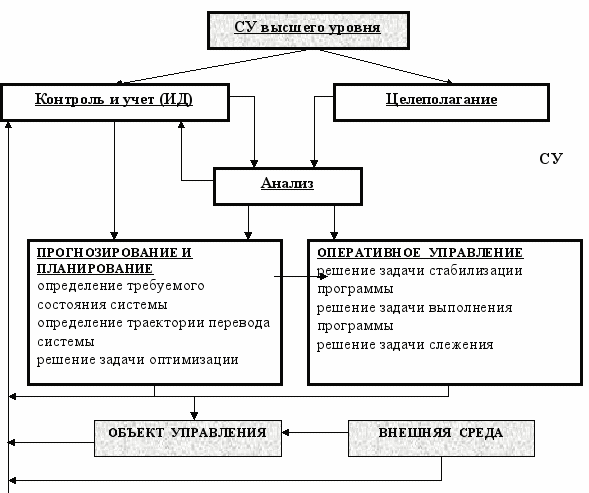 СУ высшего уровня
Контроль и учет (ИД)
Целеполагание
СУ
Анализ
ПРОГНОЗИРОВАНИЕ И
ПЛАНИРОВАНИЕ
определение требуемого
состояния системы
определение траектории перевода
системы
решение задачи оптимизации
ОПЕРАТИВНОЕ УПРАВЛЕНИЕ
решение задачи стабилизации
программы
решение задачи выполнения
программы
решение задачи слежения
ОБЪЕКТ УПРАВЛЕНИЯ
ВНЕШНЯЯ СРЕДА